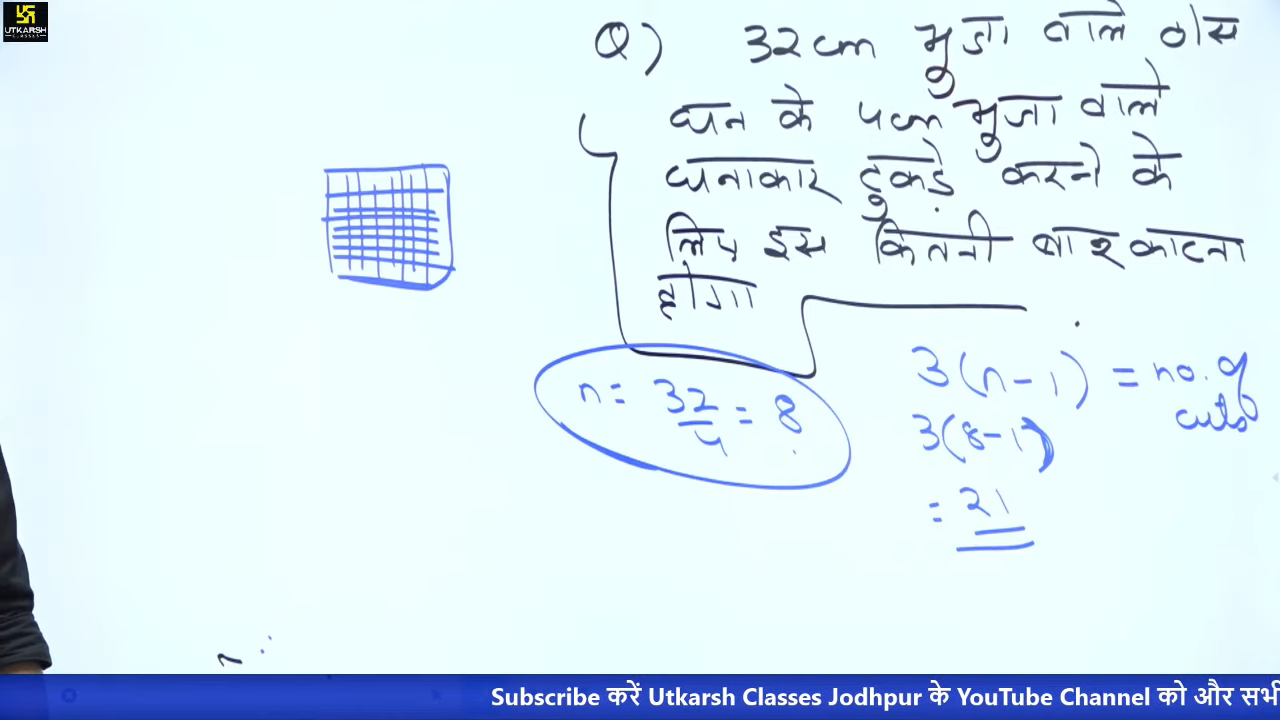 UTKARSH
CLASSES
Q) 32cm भुजा वाले ठोस
घन के 4cm भुजा वाले
घनाकार टुकड़े करने के
लिए इस कितनी बार काटना
होगा
n = 32/4 = 8
3(n-1) = no. of cuts
3(8-1)
= 21
Subscribe करें Utkarsh Classes Jodhpur के YouTube Channel को और सभी